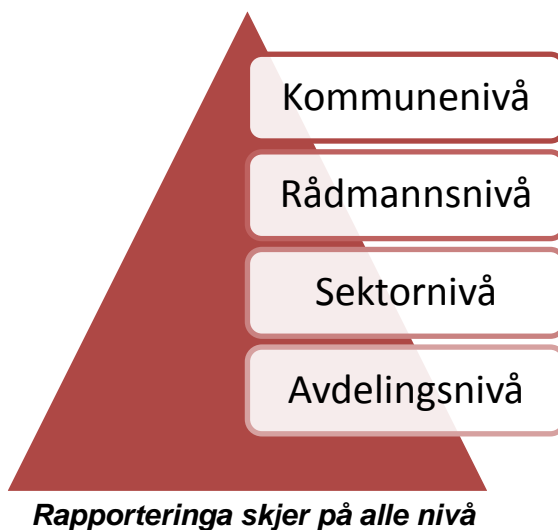 Kommunenivå
Rådmannsnivå
Sektornivå
Avdelingsnivå
Rapporteringa skjer på alle nivå